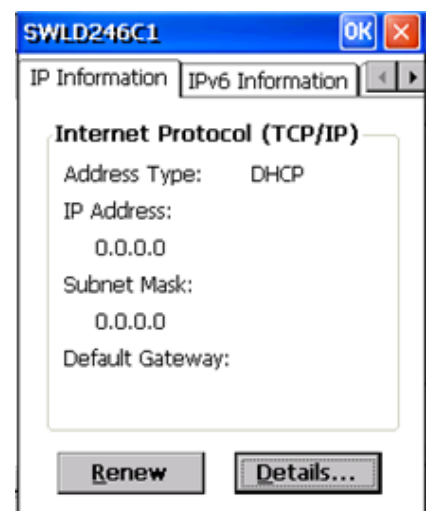 SWLD246C1 OK
IP Information IPv6 Information
Internet Protocol (TCP/IP)
Address Type: DHCP
IP Address:
0.0.0.0
Subnet Mask:
0.0.0.0
Default Gateway:
Renew Details...